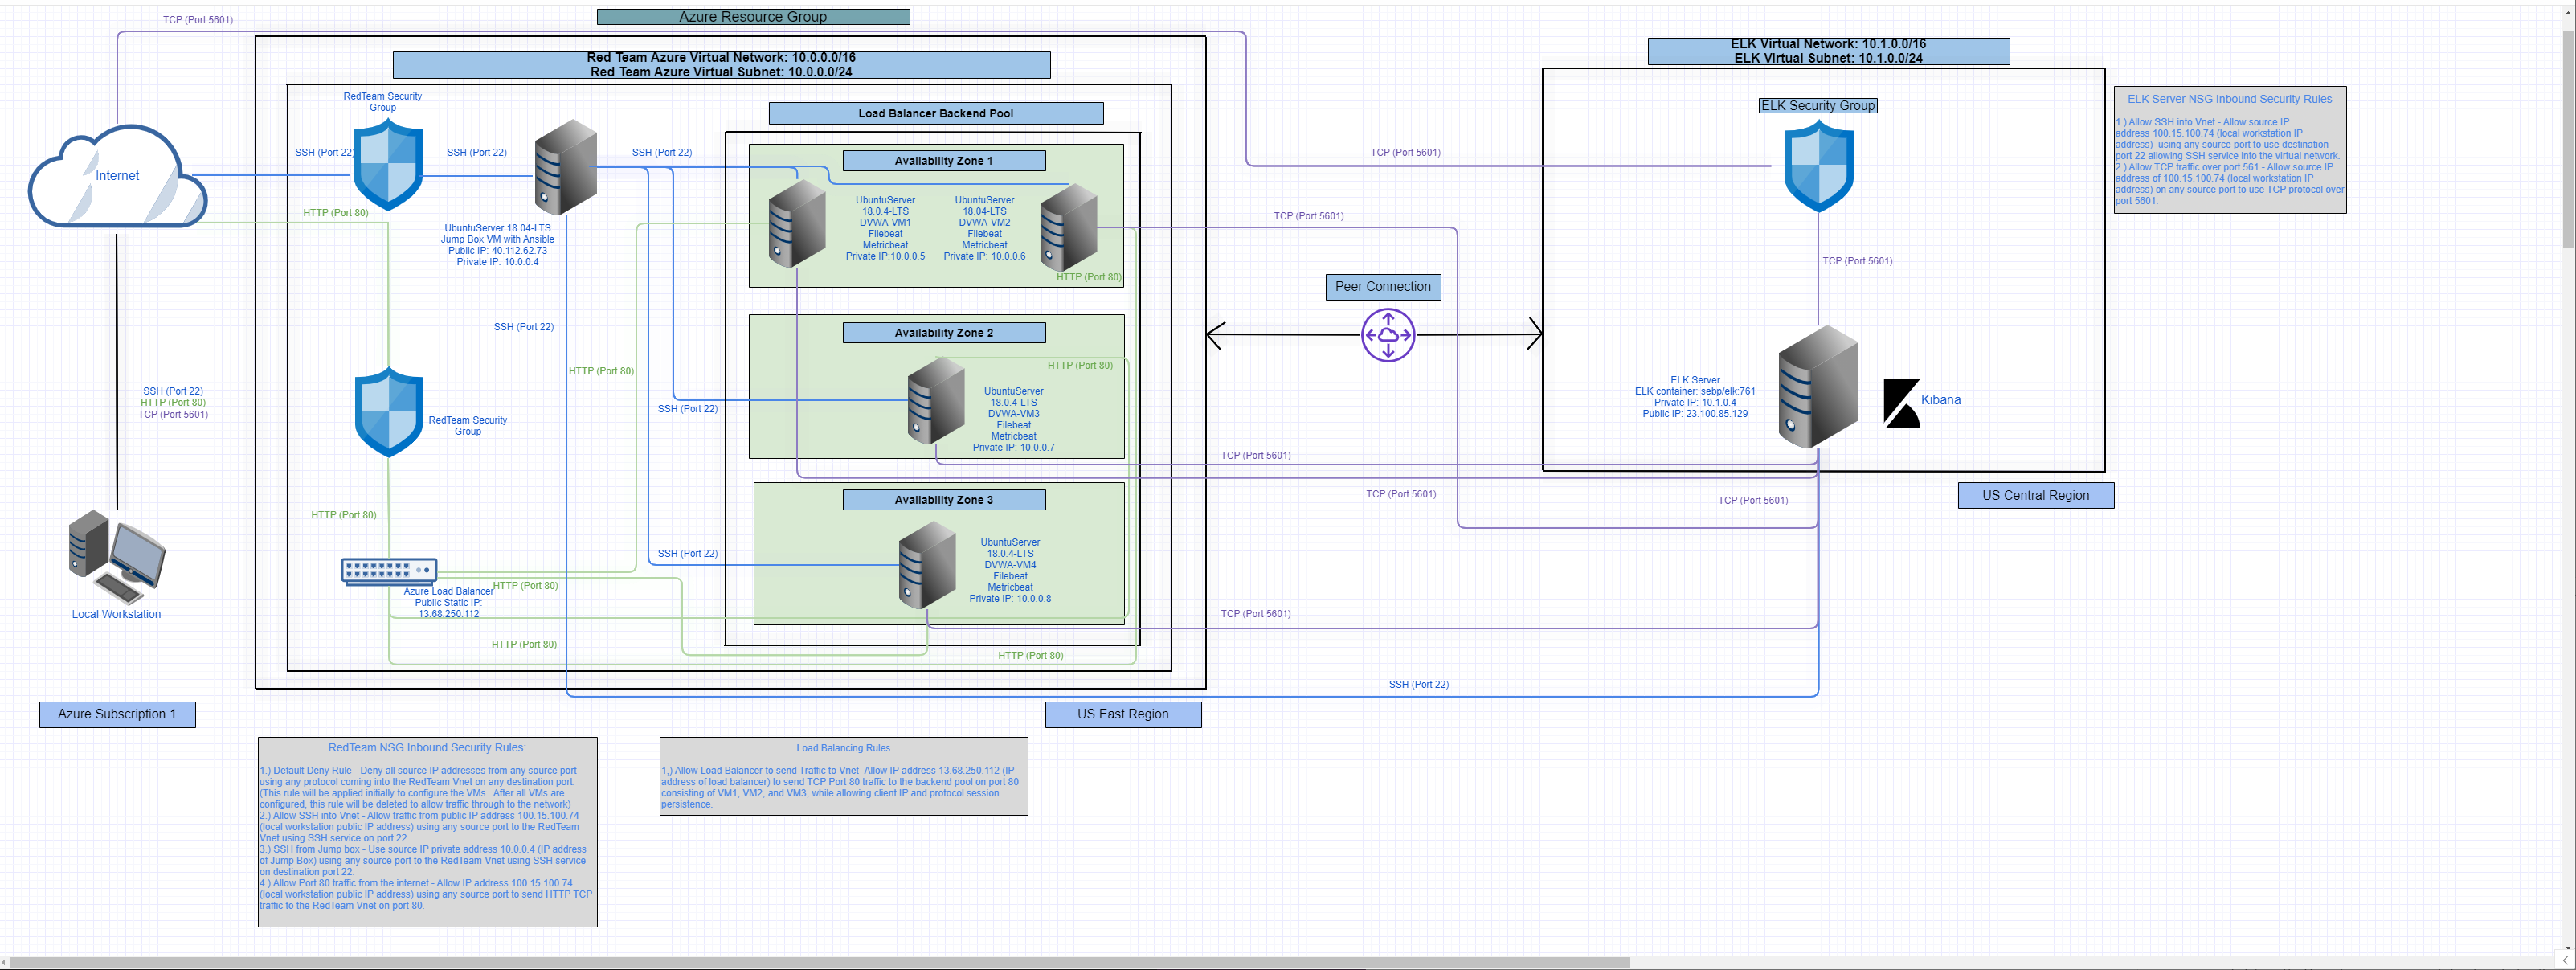 TCP (Port 5601)
Azure Resource Group
Red Team Azure Virtual Network: 10.0.0.0/16
Red Team Azure Virtual Subnet: 10.0.0.0/24
ELK Virtual Network: 10.1.0.0/16
ELK Virtual Subnet: 10.1.0.0/24
RedTeam Security
Group
Load Balancer Backend Pool
ELK Security Group
ELK Server NSG Inbound Security Rules
1.) Allow SSH into Vnet - Allow source IP
address 100.15.100.74 (local workstation IP
address)  using any source port to use destination
port 22 allowing SSH service into the virtual network.
2.) Allow TCP traffic over port 561 - Allow source IP
address of 100.15.100.74 (local workstation IP
address) on any source port to use TCP protocol over
port 5601.
Internet
SSH (Port 22)
SSH (Port 22)
SSH (Port 22)
Availability Zone 1
TCP (Port 5601)
HTTP (Port 80)
UbuntuServer 18.04-LTS
Jump Box VM with Ansible
Public IP: 40.112.62.73
Private IP: 10.0.0.4
UbuntuServer
18.0.4-LTS
DVWA-VM1
Filebeat
Metricbeat
Private IP:10.0.0.5
UbuntuServer
18.04-LTS
DVWA-VM2
Filebeat
Metricbeat
Private IP: 10.0.0.6
HTTP (Port 80)
TCP (Port 5601)
TCP (Port 5601)
Peer Connection
SSH (Port 22)
Availability Zone 2
HTTP (Port 80)
HTTP (Port 80)
SSH (Port 22)
HTTP (Port 80)
TCP (Port 5601)
SSH (Port 22)
UbuntuServer
18.0.4-LTS
DVWA-VM3
Filebeat
Metricbeat
Private IP: 10.0.0.7
ELK Server
ELK container: sebp/elk:761
Private IP: 10.1.0.4
Public IP: 23.100.85.129
Kibana
RedTeam Security
Group
TCP (Port 5601)
TCP (Port 5601)
TCP (Port 5601)
US Central Region
Availability Zone 3
HTTP (Port 80)
SSH (Port 22)
UbuntuServer
18.0.4-LTS
DVWA-VM4
Filebeat
Metricbeat
Private IP: 10.0.0.8
HTTP (Port 80)
Azure Load Balancer
Public Static IP:
13.68.250.112
Local Workstation
TCP (Port 5601)
HTTP (Port 80)
HTTP (Port 80)
SSH (Port 22)
Azure Subscription 1
US East Region
RedTeam NSG Inbound Security Rules:
1.) Default Deny Rule - Deny all source IP addresses from any source port
using any protocol coming into the RedTeam Vnet on any destination port.
(This rule will be applied initially to configure the VMs.  After all VMs are
configured, this rule will be deleted to allow traffic through to the network)
2.) Allow SSH into Vnet - Allow traffic from public IP address 100.15.100.74
(local workstation public IP address) using any source port to the RedTeam
Vnet using SSH service on port 22.
3.) SSH from Jump box - Use source IP private address 10.0.0.4 (IP address
of Jump Box) using any source port to the RedTeam Vnet using SSH service
on destination port 22.
4.) Allow Port 80 traffic from the internet - Allow IP address 100.15.100.74
(local workstation public IP address) using any source port to send HTTP TCP
traffic to the RedTeam Vnet on port 80.
Load Balancing Rules
1,) Allow Load Balancer to send Traffic to Vnet- Allow IP address 13.68.250.112 (IP
address of load balancer) to send TCP Port 80 traffic to the backend pool on port 80
consisting of VM1, VM2, and VM3, while allowing client IP and protocol session
persistence.